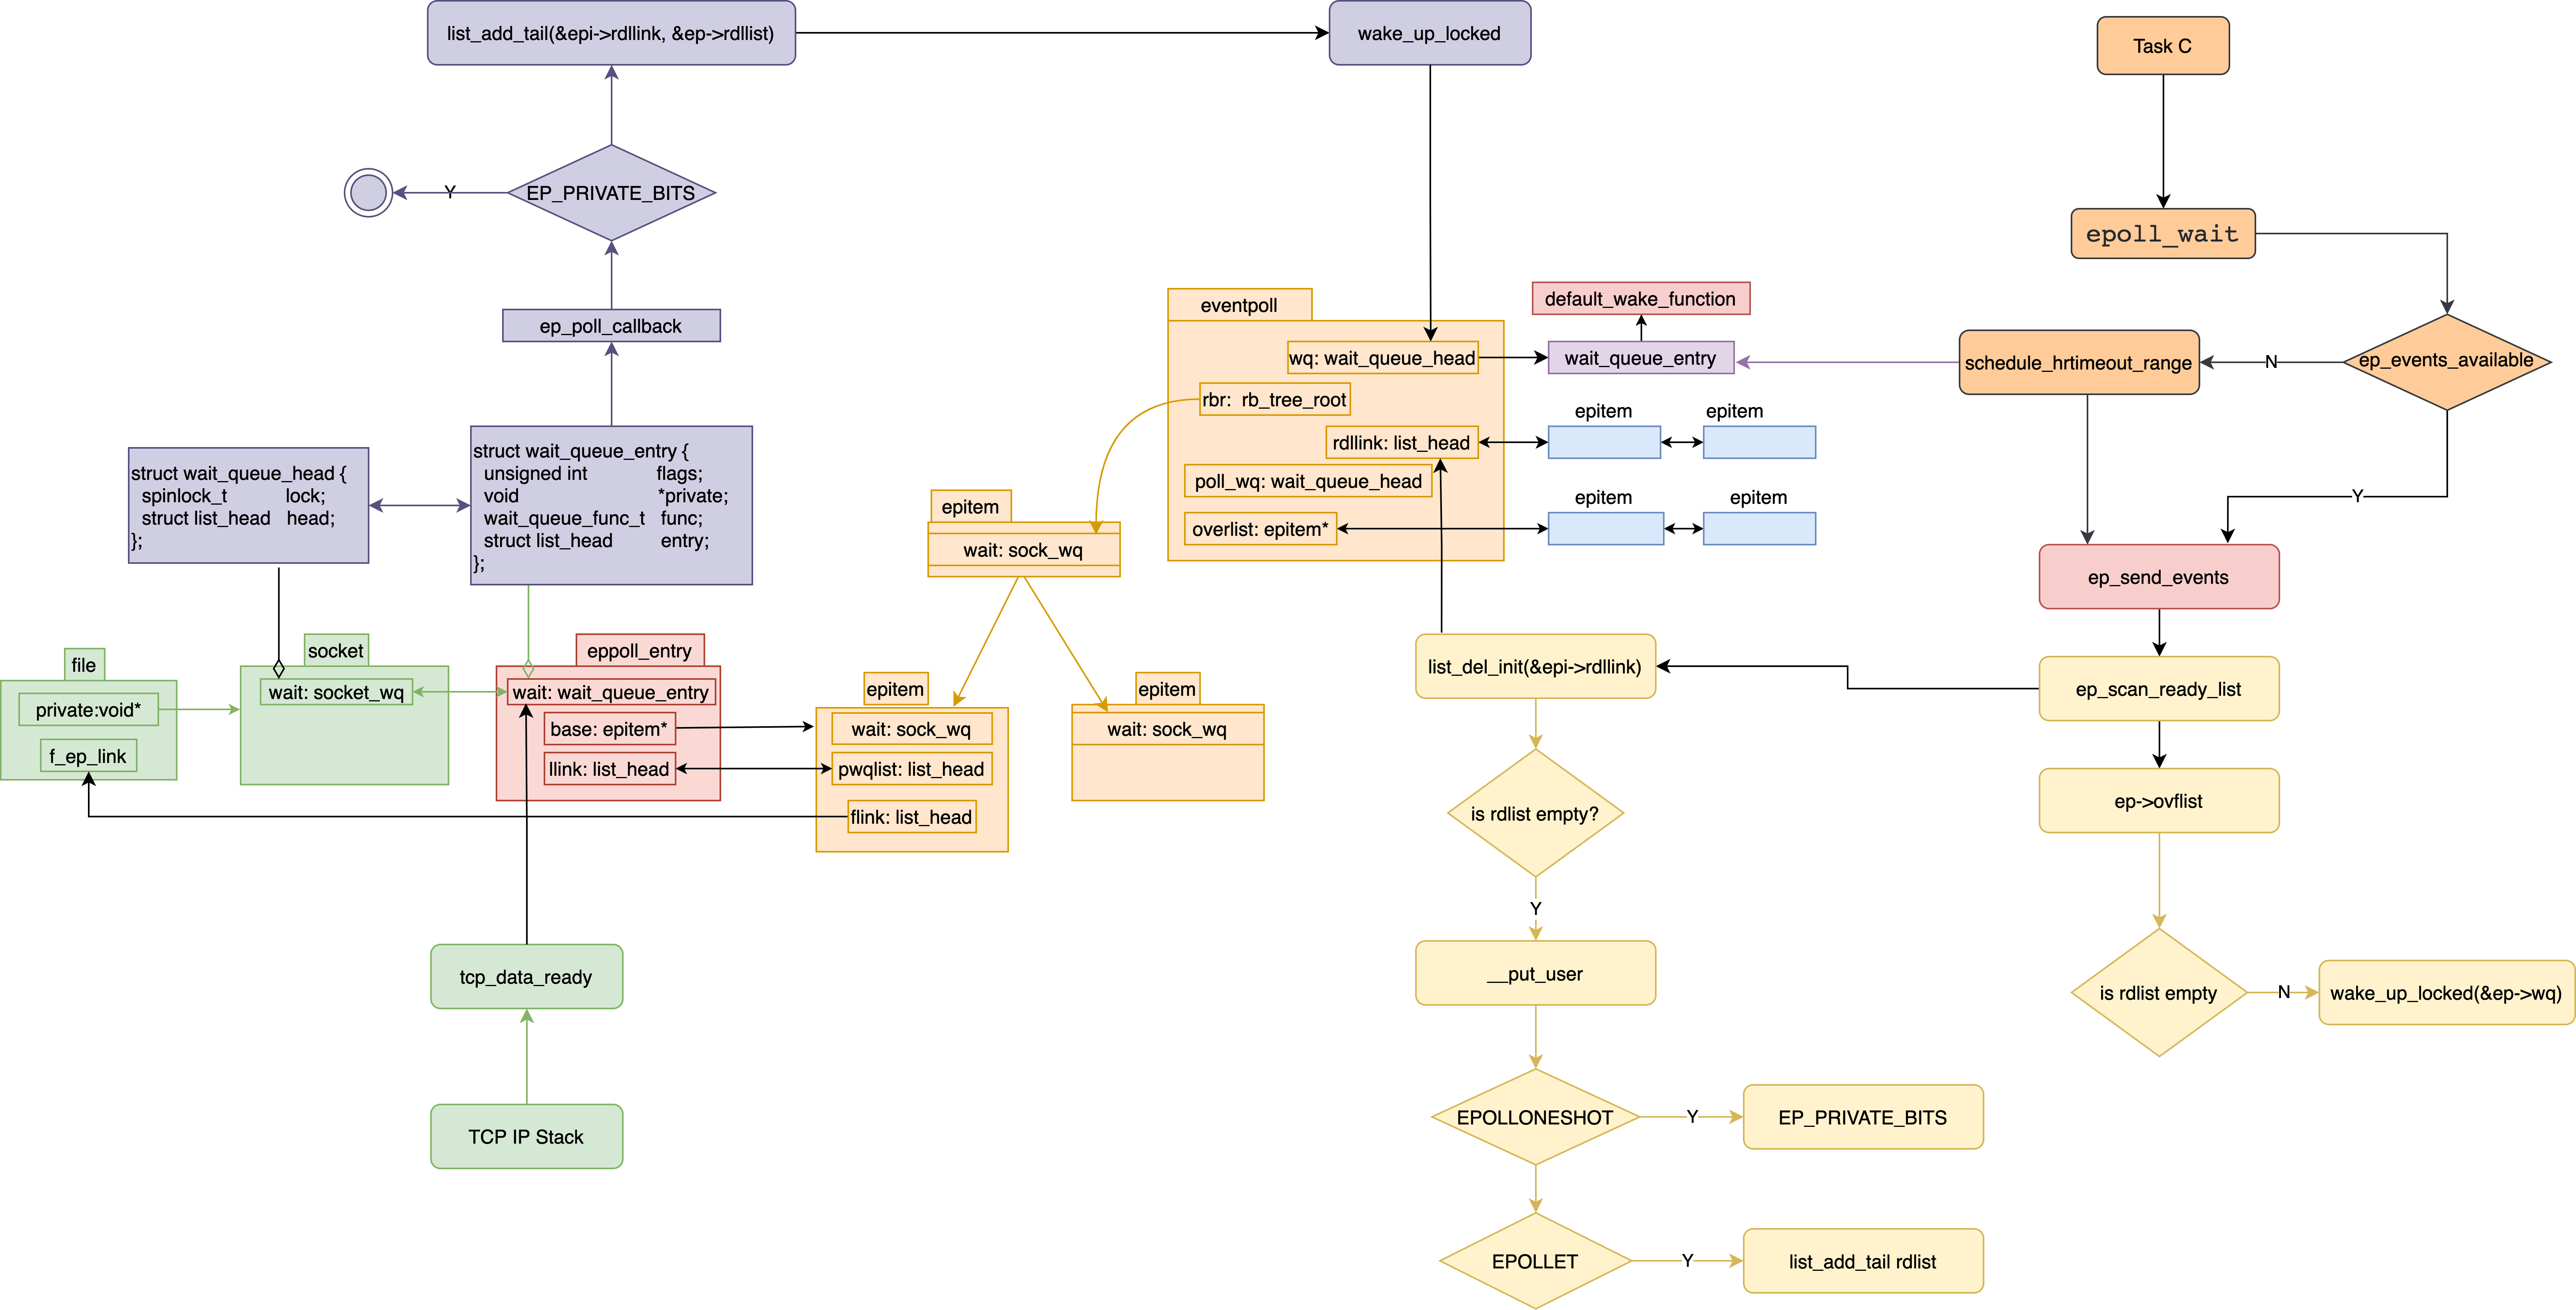 list_add_tail(&epi->rdllink, &ep->rdllist)
wake_up_locked
Task C
EP_PRIVATE_BITS
Y
epoll_wait
ep_poll_callback
eventpoll
default_wake_function
wq: wait_queue_head
wait_queue_entry
schedule_hrtimeout_range
N
ep_events_available
rbr: rb_tree_root
epitem
epitem
rdllink: list_head
poll_wq: wait_queue_head
epitem
epitem
overlist: epitem*
Y
struct wait_queue_head {
spinlock_t lock;
struct list_head head;
};
struct wait_queue_entry {
unsigned int flags;
void *private;
wait_queue_func_t func;
struct list_head entry;
};
epitem
wait: sock_wq
ep_send_events
file
private:void*
f_ep_link
socket
wait: socket_wq
eppoll_entry
wait: wait_queue_entry
base: epitem*
llink: list_head
epitem
wait: sock_wq
pwqlist: list_head
flink: list_head
epitem
wait: sock_wq
list_del_init(&epi->rdllink)
ep_scan_ready_list
is rdlist empty?
ep->ovflist
Y
tcp_data_ready
__put_user
is rdlist empty
N
wake_up_locked(&ep->wq)
TCP IP Stack
EPOLLONESHOT
Y
EP_PRIVATE_BITS
EPOLLET
Y
list_add_tail rdlist